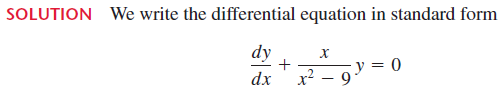 SOLUTION We write the differential equation in standard form
dy/dx + x/(x² − 9) y = 0